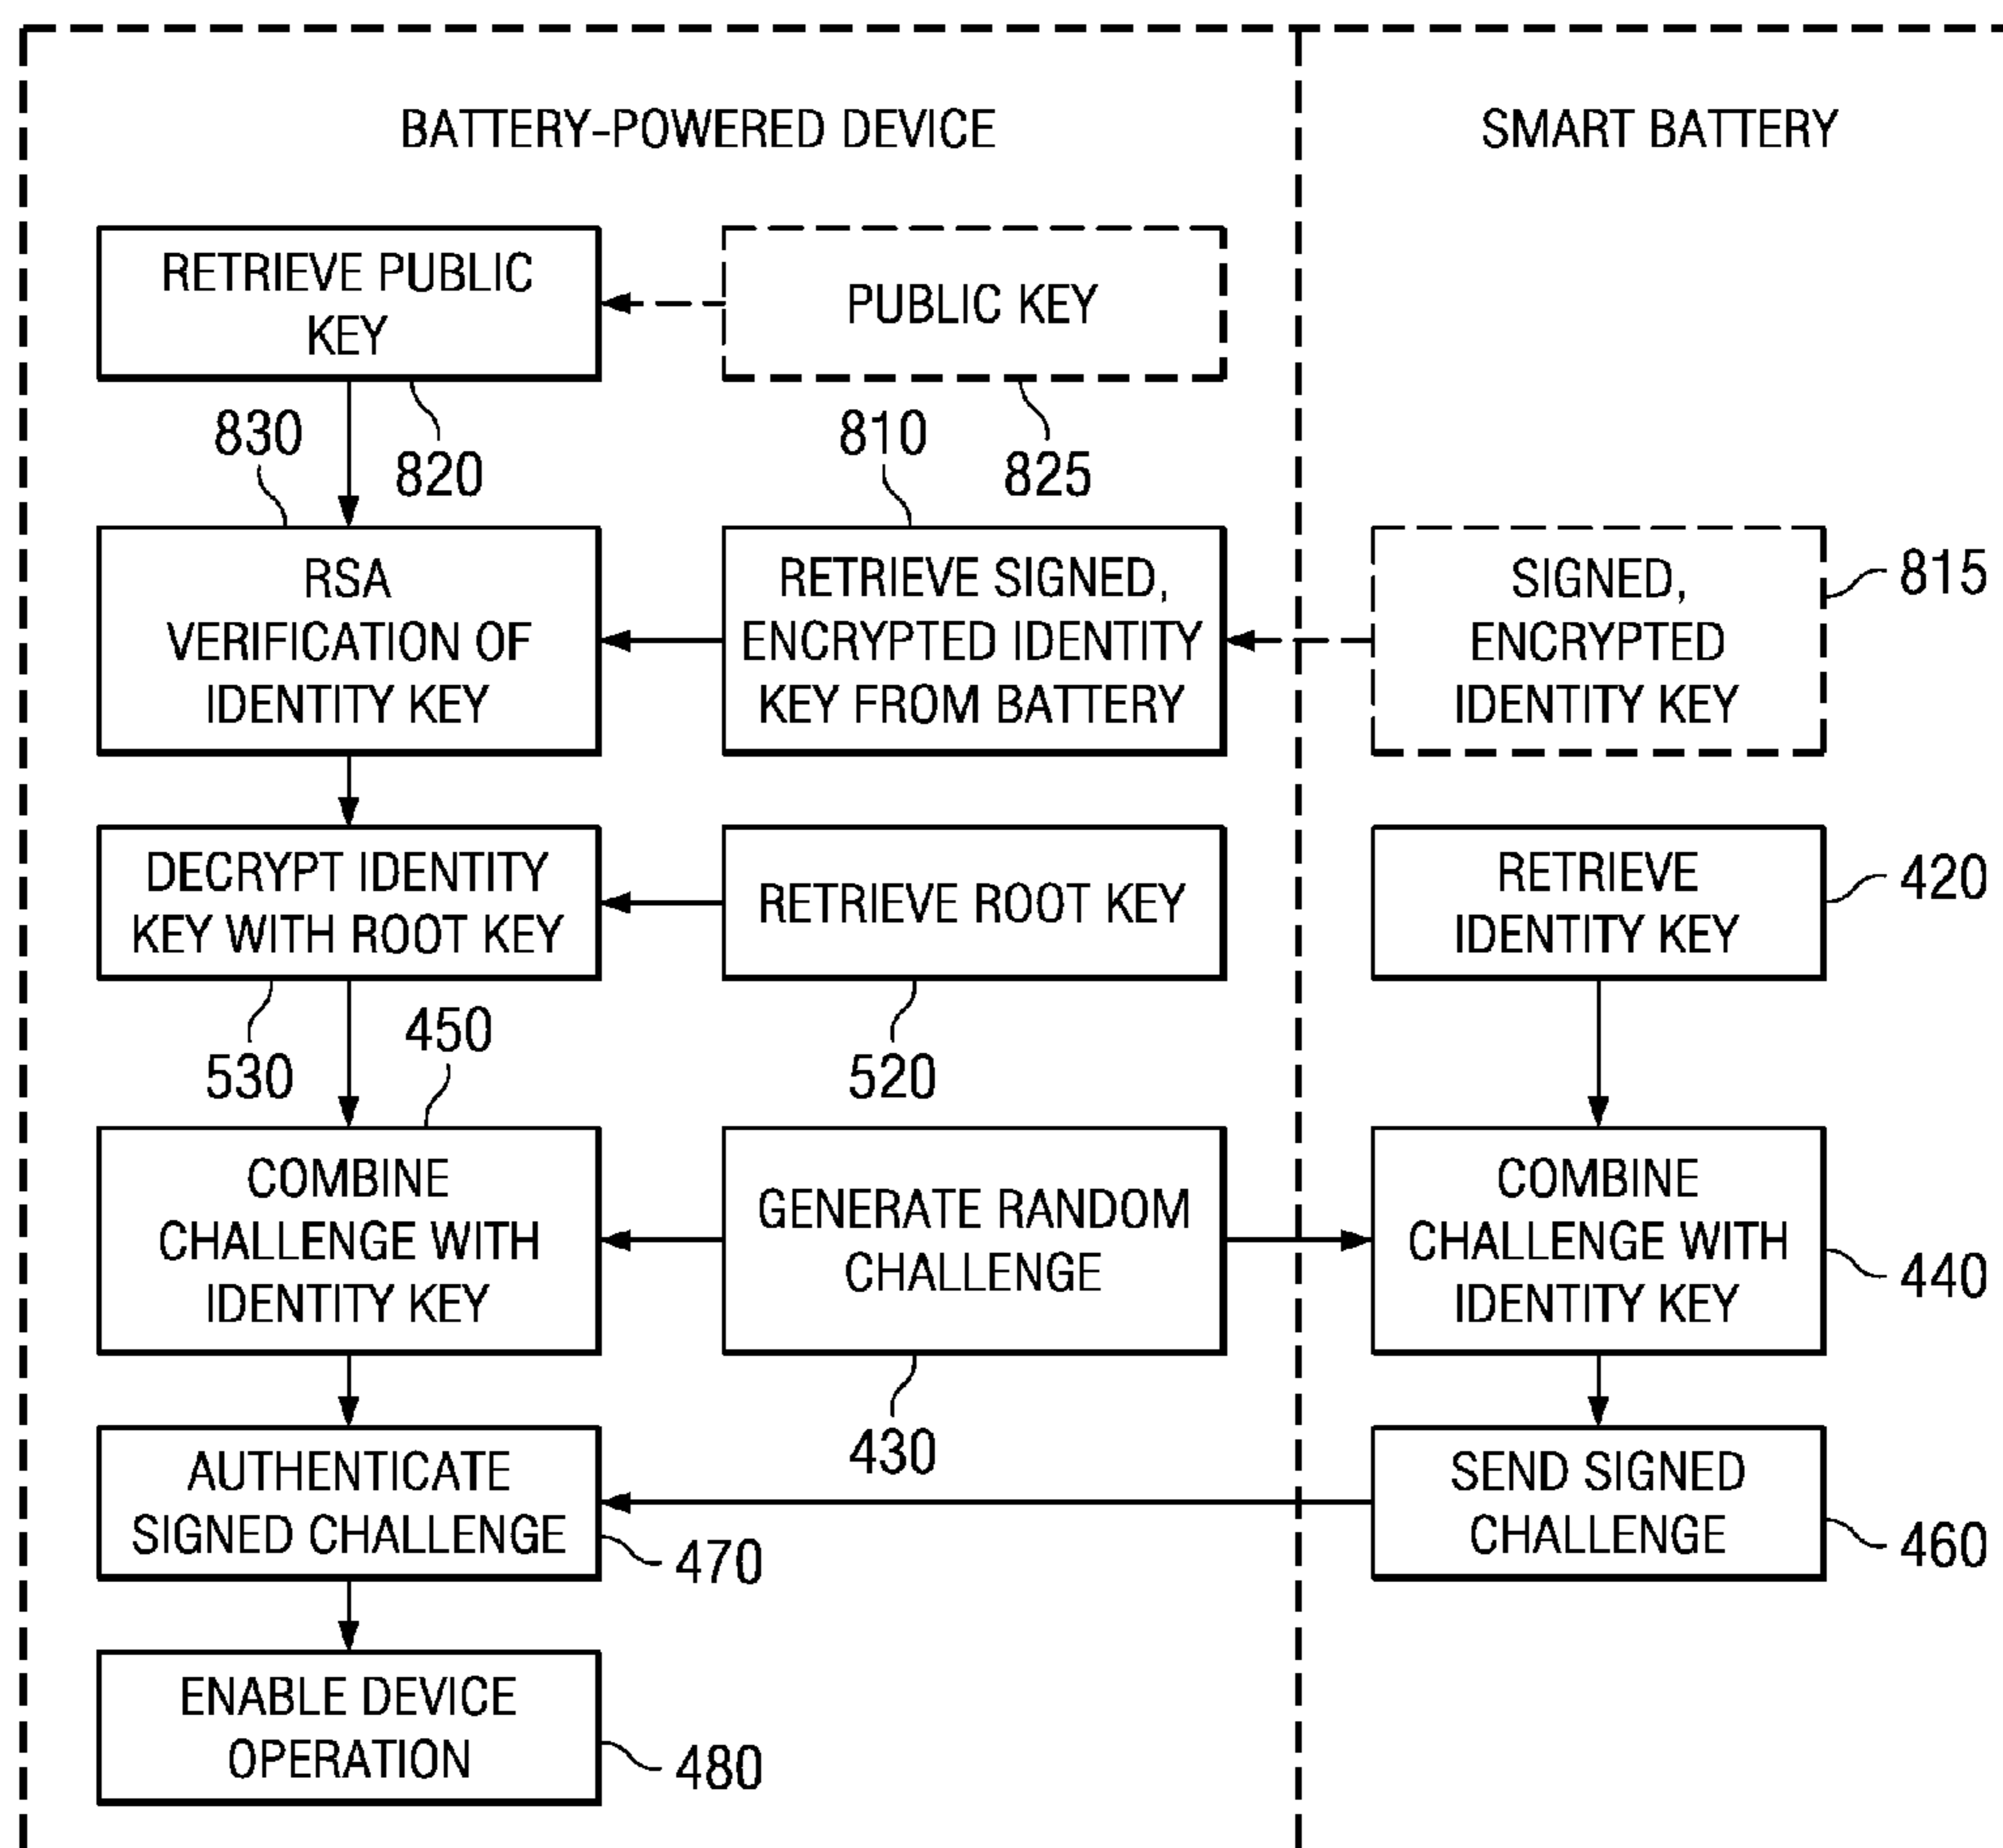 BATTERY-POWERED DEVICE
SMART BATTERY
RETRIEVE PUBLIC
KEY
PUBLIC KEY
830
820
810
825
RSA
VERIFICATION OF
IDENTITY KEY
RETRIEVE SIGNED,
ENCRYPTED IDENTITY
KEY FROM BATTERY
SIGNED,
ENCRYPTED
IDENTITY KEY
815
DECRYPT IDENTITY
KEY WITH ROOT KEY
RETRIEVE ROOT KEY
RETRIEVE
IDENTITY KEY
420
530
450
520
COMBINE
CHALLENGE WITH
IDENTITY KEY
GENERATE RANDOM
CHALLENGE
COMBINE
CHALLENGE WITH
IDENTITY KEY
440
430
AUTHENTICATE
SIGNED CHALLENGE
470
SEND SIGNED
CHALLENGE
460
ENABLE DEVICE
OPERATION
480